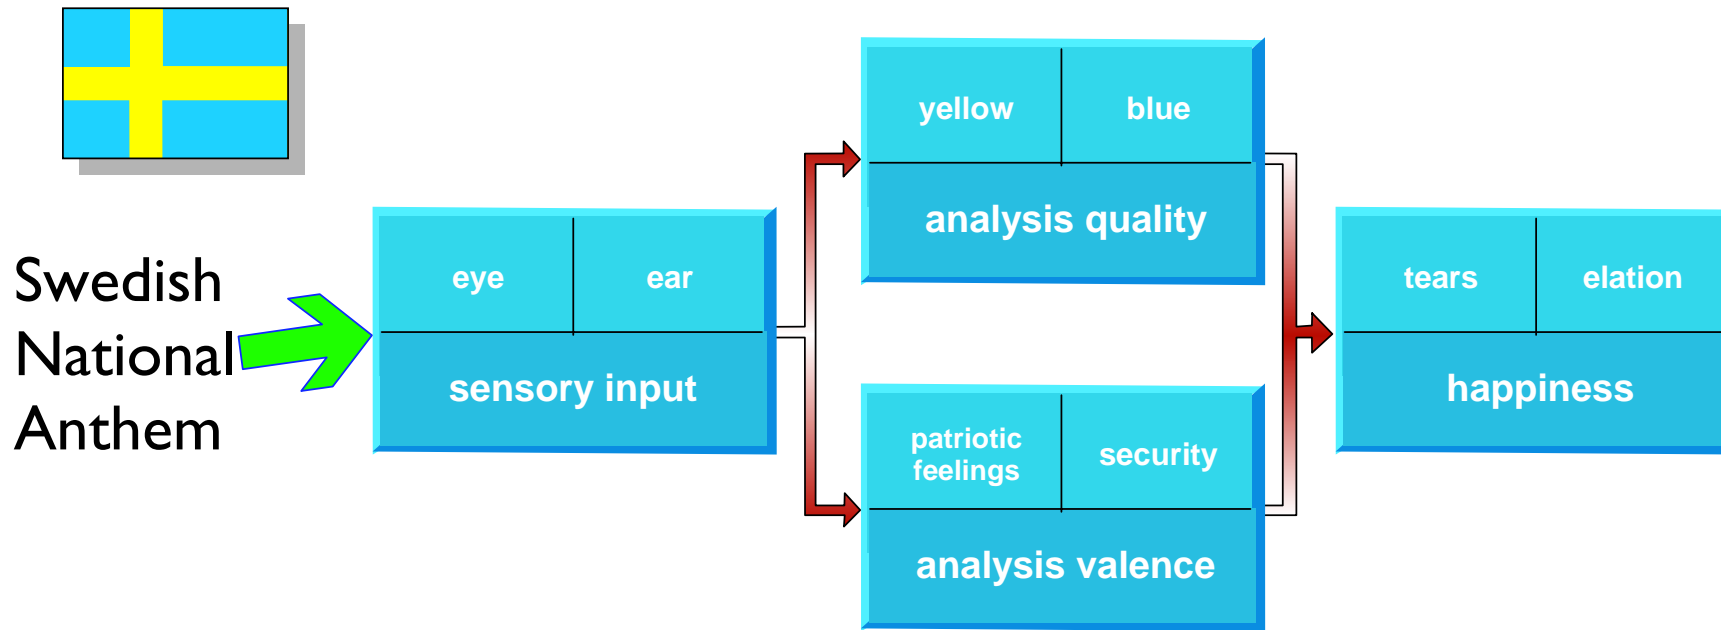 Swedish
National
Anthem
eye
ear
sensory input
yellow
blue
analysis quality
patriotic
feelings
security
analysis valence
tears
elation
happiness